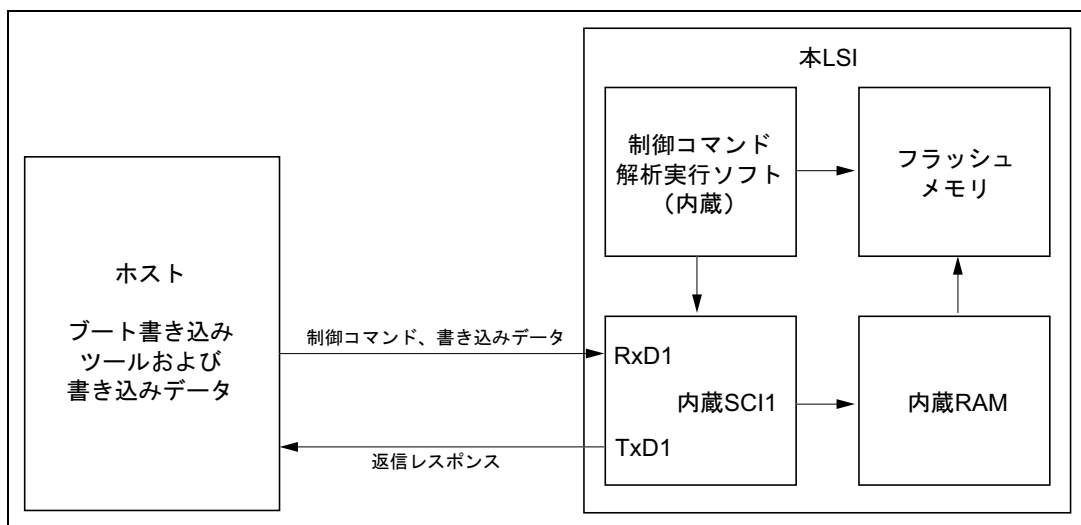 本LSI
制御コマンド
解析実行ソフト
（内蔵）
フラッシュ
メモリ
ホスト
ブート書き込み
ツールおよび
書き込みデータ
制御コマンド、書き込みデータ
返信レスポンス
RxD1
内蔵SCI1
TxD1
内蔵RAM